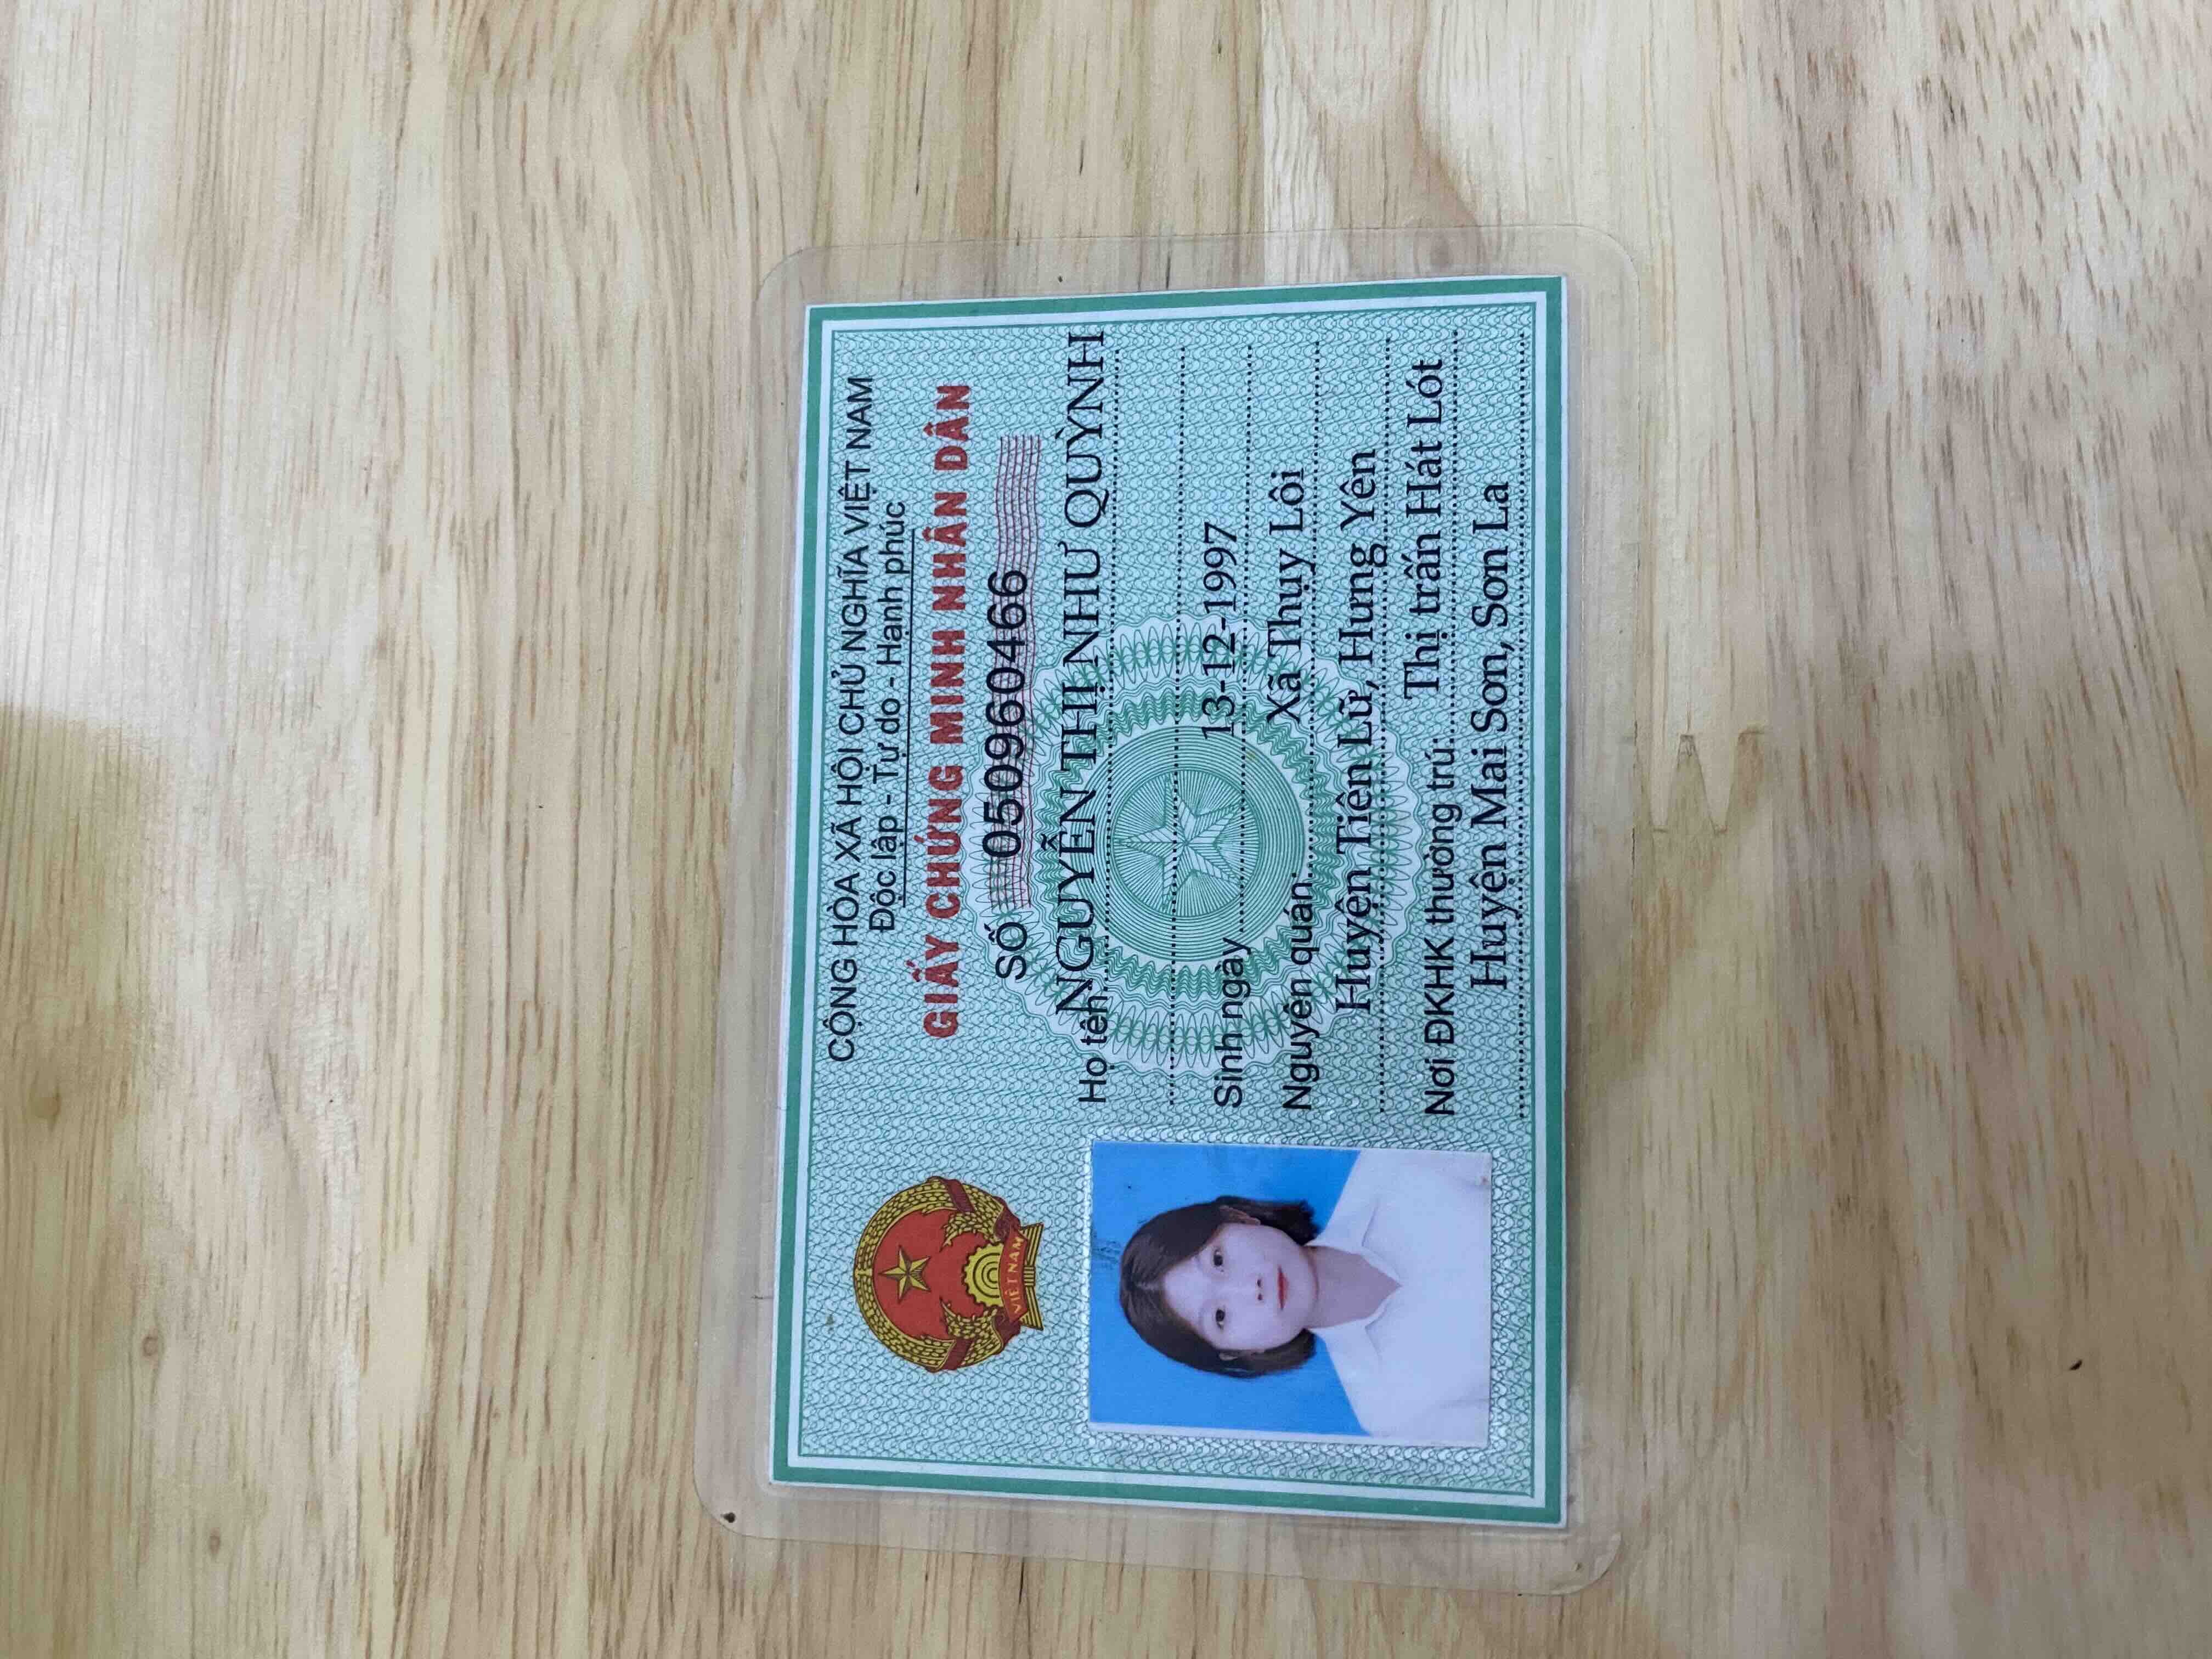 CỘNG HÒA XÃ HỘI CHỦ NGHĨA VIỆT NAM
Độc lập - Tự do - Hạnh phúc
GIẤY CHỨNG MINH NHÂN DÂN
SỐ 050960466
Họ tên NGUYỄN THỊ NHƯ QUỲNH
Sinh ngày 13-12-1997
Nguyên quán Xã Thụy Lôi
Huyện Tiên Lữ, Hưng Yên
Nơi ĐKHK thường trú Thị trấn Hát Lót
Huyện Mai Sơn, Sơn La
VIỆT NAM